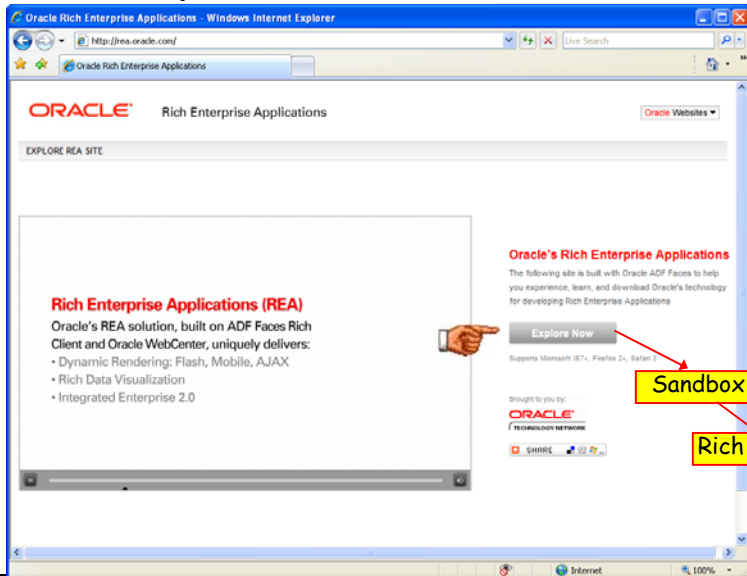 Oracle Rich Enterprise Applications - Windows Internet Explorer
http://rea.oracle.com/
Live Search
Oracle Rich Enterprise Applications
ORACLE
Rich Enterprise Applications
Oracle Websites
EXPLORE REA SITE
Rich Enterprise Applications (REA)
Oracle's REA solution, built on ADF Faces Rich
Client and Oracle WebCenter, uniquely delivers:
• Dynamic Rendering: Flash, Mobile, AJAX
• Rich Data Visualization
• Integrated Enterprise 2.0
Oracle's Rich Enterprise Applications
The following site is built with Oracle ADF Faces to help
you experience, learn, and download Oracle's technology
for developing Rich Enterprise Applications
Explore Now
Supports Microsoft IE7+, Firefox 2+, Safari 3
Sandbox
Brought to you by:
ORACLE
TECHNOLOGY NETWORK
Rich
SHARE
Internet
100%